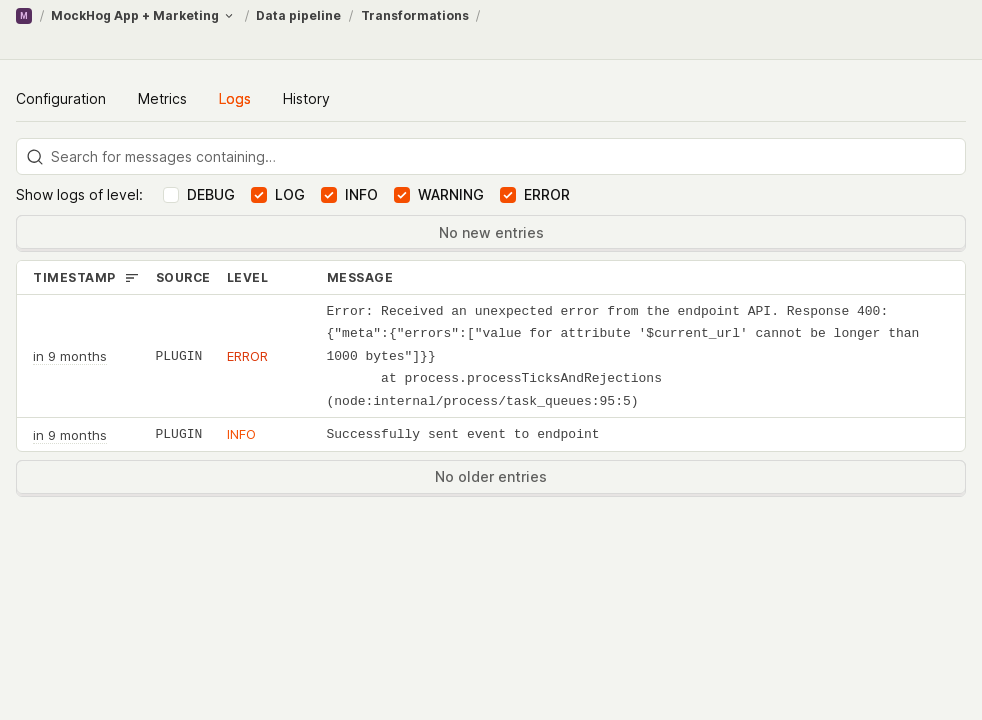 M / MockHog App + Marketing / Data pipeline / Transformations /
Configuration Metrics Logs History
Search for messages containing…
Show logs of level: DEBUG LOG INFO WARNING ERROR
No new entries
TIMESTAMP SOURCE LEVEL MESSAGE
in 9 months PLUGIN ERROR
Error: Received an unexpected error from the endpoint API. Response 400:
{"meta":{"errors":["value for attribute '$current_url' cannot be longer than
1000 bytes"]}}
at process.processTicksAndRejections
(node:internal/process/task_queues:95:5)
in 9 months PLUGIN INFO Successfully sent event to endpoint
No older entries